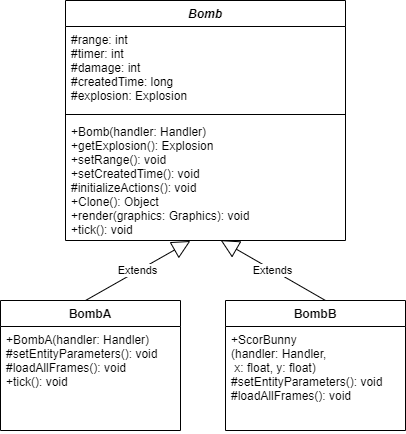 Bomb
#range: int
#timer: int
#damage: int
#createdTime: long
#explosion: Explosion
+Bomb(handler: Handler)
+getExplosion(): Explosion
+setRange(): void
+setCreatedTime(): void
#initializeActions(): void
+Clone(): Object
+render(graphics: Graphics): void
+tick(): void
Extends
Extends
BombA
+BombA(handler: Handler)
#setEntityParameters(): void
#loadAllFrames(): void
+tick(): void
BombB
+ScorBunny
(handler: Handler,
x: float, y: float)
#setEntityParameters(): void
#loadAllFrames(): void